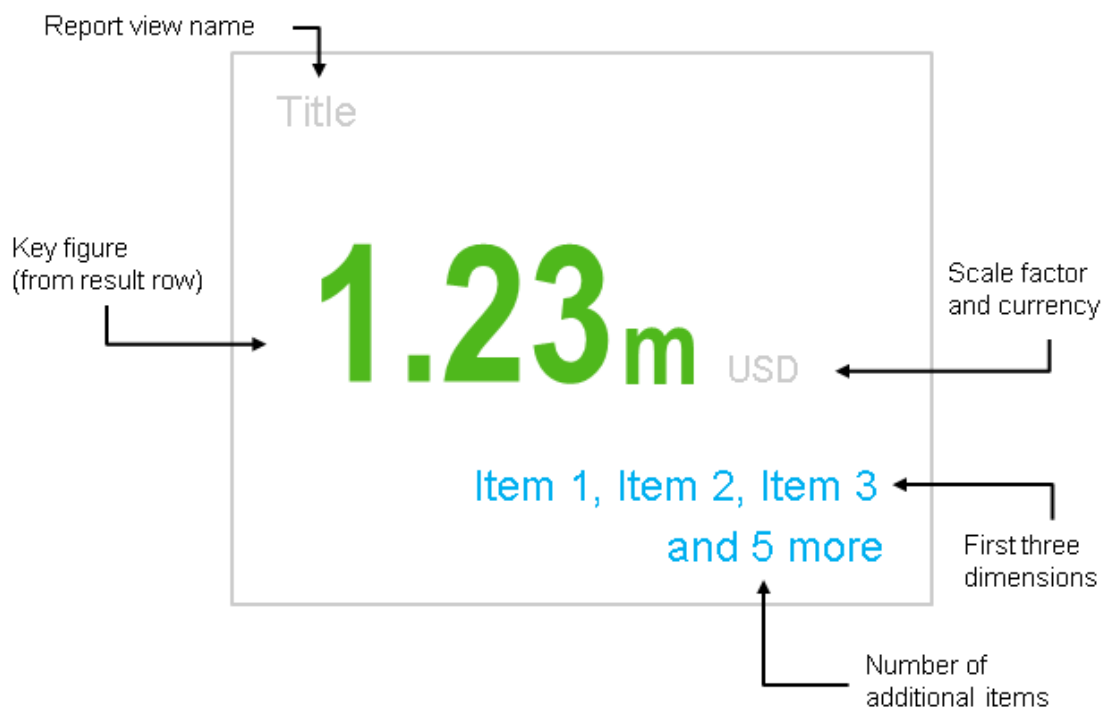 Report view name
Title
Key figure
(from result row)
1.23m USD
Scale factor
and currency
Item 1, Item 2, Item 3
and 5 more
First three
dimensions
Number of
additional items